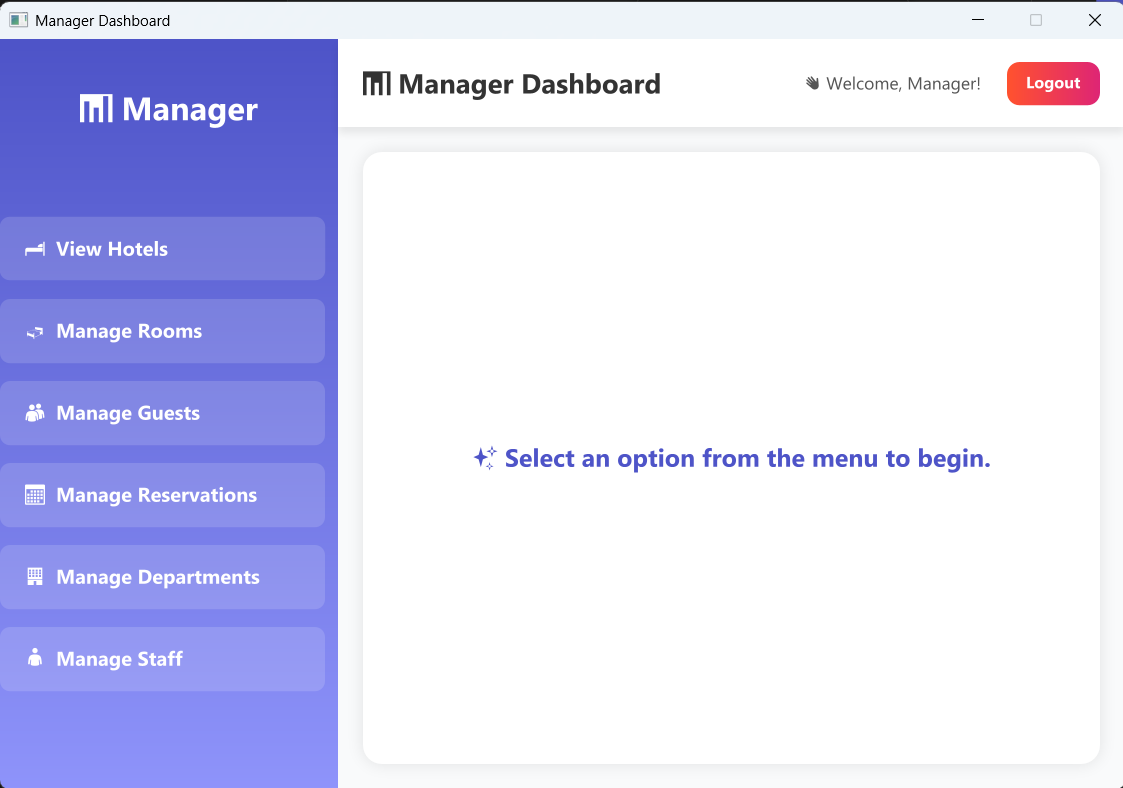 Manager Dashboard
Manager
Manager Dashboard
Welcome, Manager!
Logout
View Hotels
Manage Rooms
Manage Guests
Manage Reservations
Manage Departments
Manage Staff
Select an option from the menu to begin.